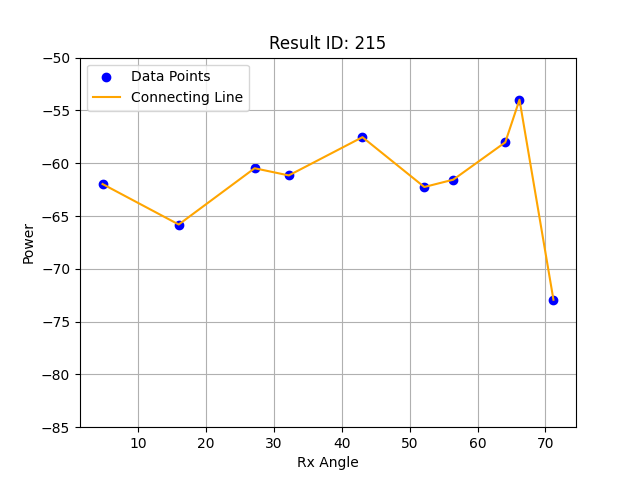 Result ID: 215
Data Points
Connecting Line
Power
−50
−55
−60
−65
−70
−75
−80
−85
10 20 30 40 50 60 70
Rx Angle